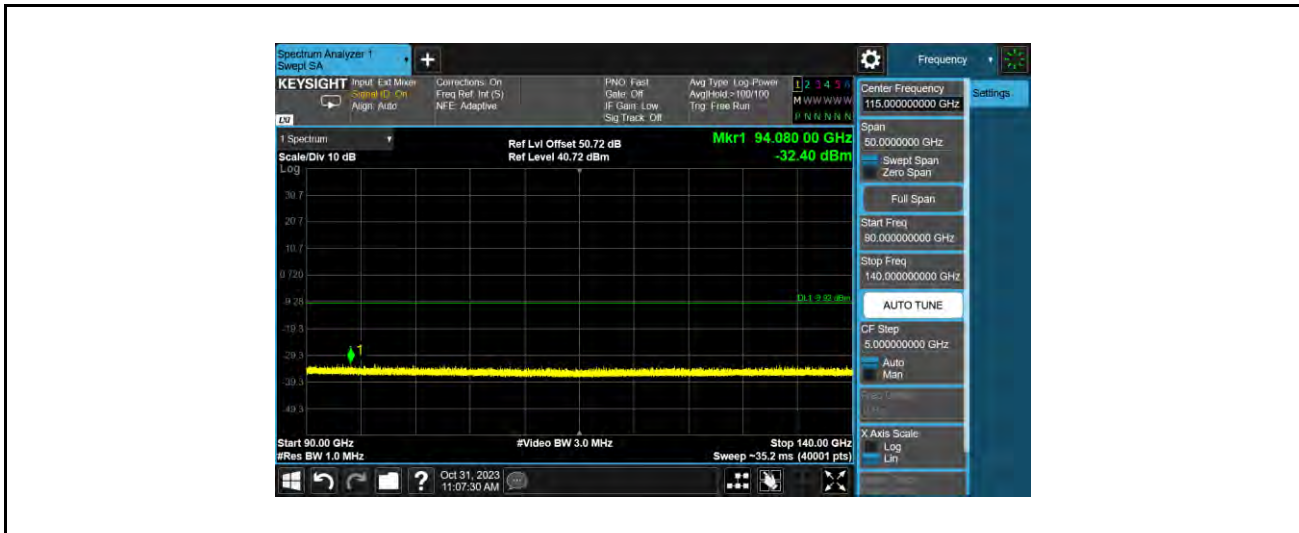 Spectrum Analyzer 1
Swept SA
+
Frequency
KEYSIGHT
Input: Ext Mixer
Signal ID: On
Align: Auto
Corrections: On
Freq Ref: Int (S)
NFE: Adaptive
PNO: Fast
Gate: Off
IF Gain: Low
Sig Track: Off
Avg Type: Log-Power
Avg|Hold:>100/100
Trig: Free Run
1 2 3 4 5 6
M W W W W W
P N N N N N
LXI
1 Spectrum
Scale/Div 10 dB
Log
Ref Lvl Offset 50.72 dB
Ref Level 40.72 dBm
Mkr1 94.080 00 GHz
-32.40 dBm
30.7
20.7
10.7
0.720
-9.28
-19.3
-29.3
-39.3
-49.3
1
Start 90.00 GHz
#Res BW 1.0 MHz
#Video BW 3.0 MHz
Stop 140.00 GHz
Sweep ~35.2 ms (40001 pts)
Center Frequency
115.000000000 GHz
Settings
Span
50.0000000 GHz
Swept Span
Zero Span
Full Span
Start Freq
90.000000000 GHz
Stop Freq
140.000000000 GHz
AUTO TUNE
CF Step
5.000000000 GHz
Auto
Man
Freq Offset
0 Hz
X Axis Scale
Log
Lin
?
Oct 31, 2023
11:07:30 AM